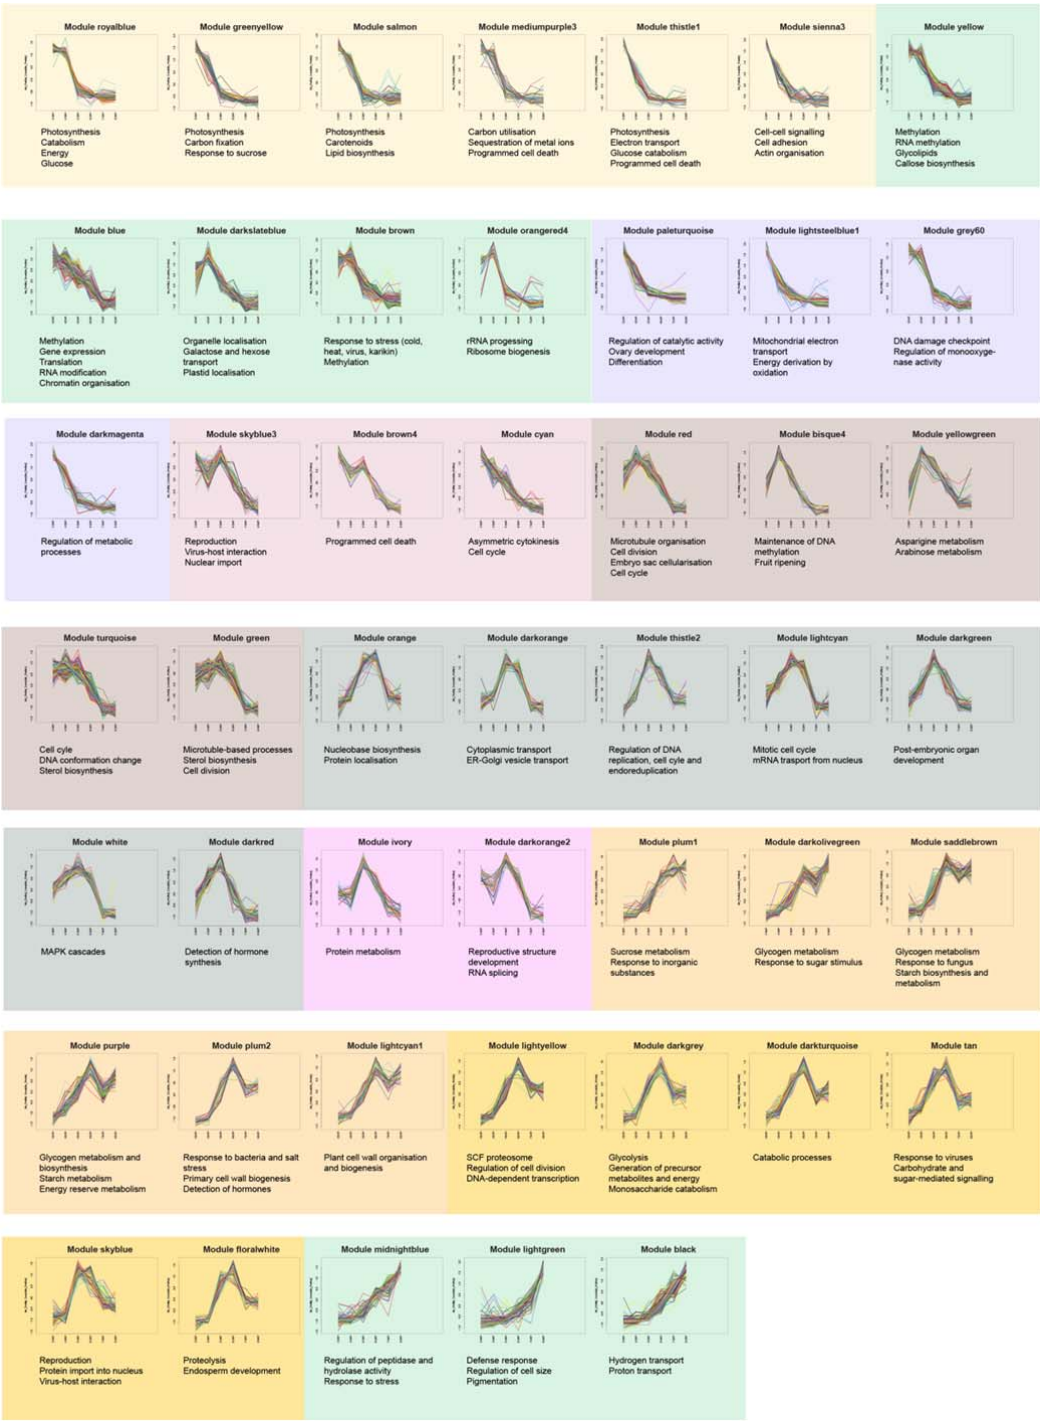 Module royalblue
Photosynthesis
Catabolism
Energy
Glucose
Module greenyellow
Photosynthesis
Carbon fixation
Response to sucrose
Module salmon
Photosynthesis
Carotenoids
Lipid biosynthesis
Module mediumpurple3
Carbon utilisation
Sequestration of metal ions
Programmed cell death
Module thistle1
Photosynthesis
Electron transport
Glucose catabolism
Programmed cell death
Module sienna3
Cell-cell signalling
Cell adhesion
Actin organisation
Module yellow
Methylation
RNA methylation
Glycolipids
Callose biosynthesis
Module blue
Methylation
Gene expression
Translation
RNA modification
Chromatin organisation
Module darkslateblue
Organelle localisation
Galactose and hexose
transport
Plastid localisation
Module brown
Response to stress (cold,
heat, virus, karikin)
Methylation
Module orangered4
rRNA progessing
Ribosome biogenesis
Module paleturquoise
Regulation of catalytic activity
Ovary development
Differentiation
Module lightsteelblue1
Mitochondrial electron
transport
Energy derivation by
oxidation
Module grey60
DNA damage checkpoint
Regulation of monooxyge-
nase activity
Module darkmagenta
Regulation of metabolic
processes
Module skyblue3
Reproduction
Virus-host interaction
Nuclear import
Module brown4
Programmed cell death
Module cyan
Asymmetric cytokinesis
Cell cycle
Module red
Microtubule organisation
Cell division
Embryo sac cellularisation
Cell cycle
Module bisque4
Maintenance of DNA
methylation
Fruit ripening
Module yellowgreen
Asparigine metabolism
Arabinose metabolism
Module turquoise
Cell cyle
DNA conformation change
Sterol biosynthesis
Module green
Microtuble-based processes
Sterol biosynthesis
Cell division
Module orange
Nucleobase biosynthesis
Protein localisation
Module darkorange
Cytoplasmic transport
ER-Golgi vesicle transport
Module thistle2
Regulation of DNA
replication, cell cyle and
endoreduplication
Module lightcyan
Mitotic cell cycle
mRNA trasport from nucleus
Module darkgreen
Post-embryonic organ
development
Module white
MAPK cascades
Module darkred
Detection of hormone
synthesis
Module ivory
Protein metabolism
Module darkorange2
Reproductive structure
development
RNA splicing
Module plum1
Sucrose metabolism
Response to inorganic
substances
Module darkolivegreen
Glycogen metabolism
Response to sugar stimulus
Module saddlebrown
Glycogen metabolism
Response to fungus
Starch biosynthesis and
metabolism
Module purple
Glycogen metabolism and
biosynthesis
Starch metabolism
Energy reserve metabolism
Module plum2
Response to bacteria and salt
stress
Primary cell wall biogenesis
Detection of hormones
Module lightcyan1
Plant cell wall organisation
and biogenesis
Module lightyellow
SCF proteosome
Regulation of cell division
DNA-dependent transcription
Module darkgrey
Glycolysis
Generation of precursor
metabolites and energy
Monosaccharide catabolism
Module darkturquoise
Catabolic processes
Module tan
Response to viruses
Carbohydrate and
sugar-mediated signalling
Module skyblue
Reproduction
Protein import into nucleus
Virus-host interaction
Module floralwhite
Proteolysis
Endosperm development
Module midnightblue
Regulation of peptidase and
hydrolase activity
Response to stress
Module lightgreen
Defense response
Regulation of cell size
Pigmentation
Module black
Hydrogen transport
Proton transport